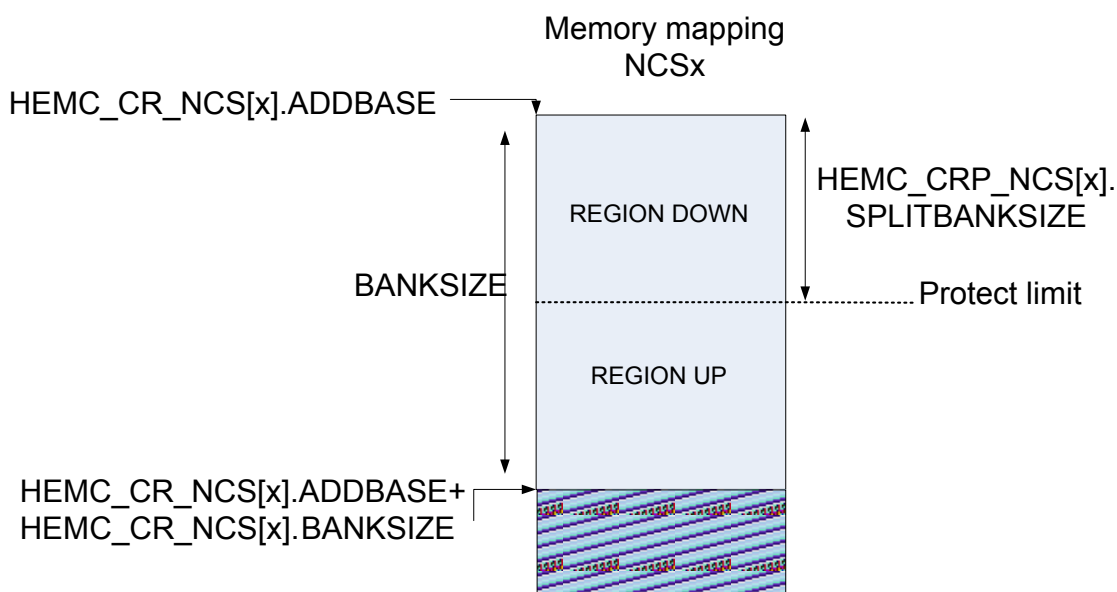 Memory mapping
NCSx
HEMC_CR_NCS[x].ADDBASE
HEMC_CRP_NCS[x].
SPLITBANKSIZE
REGION DOWN
BANKSIZE
Protect limit
REGION UP
HEMC_CR_NCS[x].ADDBASE+
HEMC_CR_NCS[x].BANKSIZE